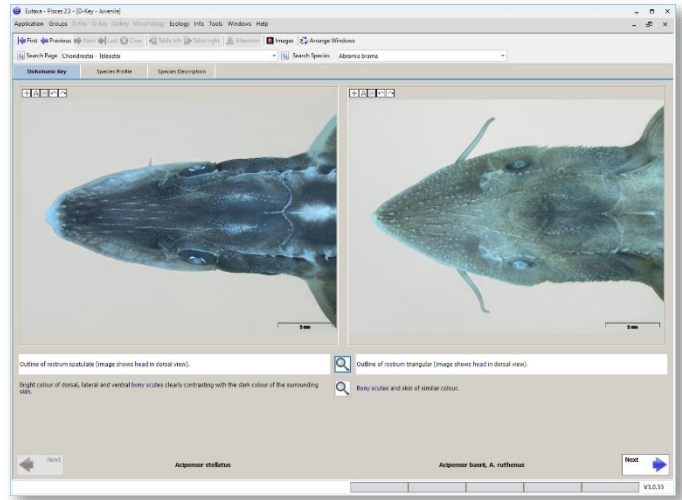 Eutaxa - Pisces 23 - [D-Key - Juvenile]
Application Groups D-Key Q-Key Gallery Morphology Ecology Info Tools Windows Help
First Previous Next Last Clear Table left Table right Attention Images Arrange Windows
Search Page Chondrostei - Teleostei Search Species Abramis brama
Dichotomic Key Species Profile Species Description
5 mm 5 mm
Outline of rostrum spatulate (image shows head in dorsal view).
Outline of rostrum triangular (image shows head in dorsal view).
Bright colour of dorsal, lateral and ventral bony scutes clearly contrasting with the dark colour of the surrounding
skin.
Bony scutes and skin of similar colour.
Next Acipenser stellatus Acipenser baerii, A. ruthenus Next
V3.0.33